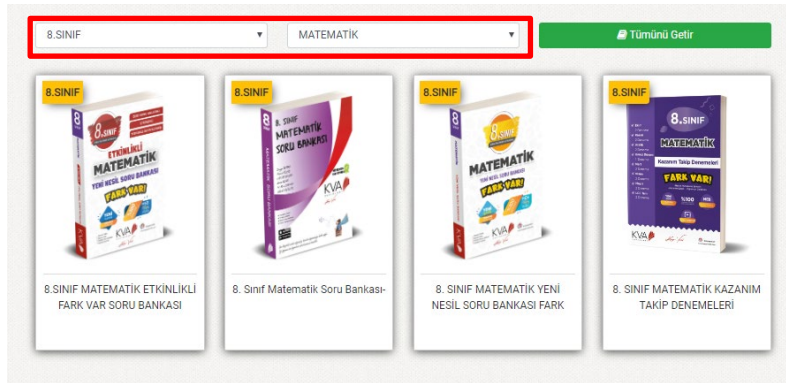 8.SINIF
MATEMATİK
Tümünü Getir
8.SINIF
8.SINIF
8.SINIF
8.SINIF
8.SINIF
ETKİNLİKLİ
MATEMATİK
YENİ NESİL SORU BANKASI
FARK VAR!
KVA
8. SINIF
MATEMATİK
SORU BANKASI
KVA
8.SINIF
MATEMATİK
YENİ NESİL SORU BANKASI
FARK VAR!
KVA
8.SINIF
MATEMATİK
Kazanım Takip Denemeleri
FARK VAR!
%100
KVA
8.SINIF MATEMATİK ETKİNLİKLİ
FARK VAR SORU BANKASI
8. Sınıf Matematik Soru Bankası-
8. SINIF MATEMATİK YENİ
NESİL SORU BANKASI FARK
8. SINIF MATEMATİK KAZANIM
TAKİP DENEMELERİ